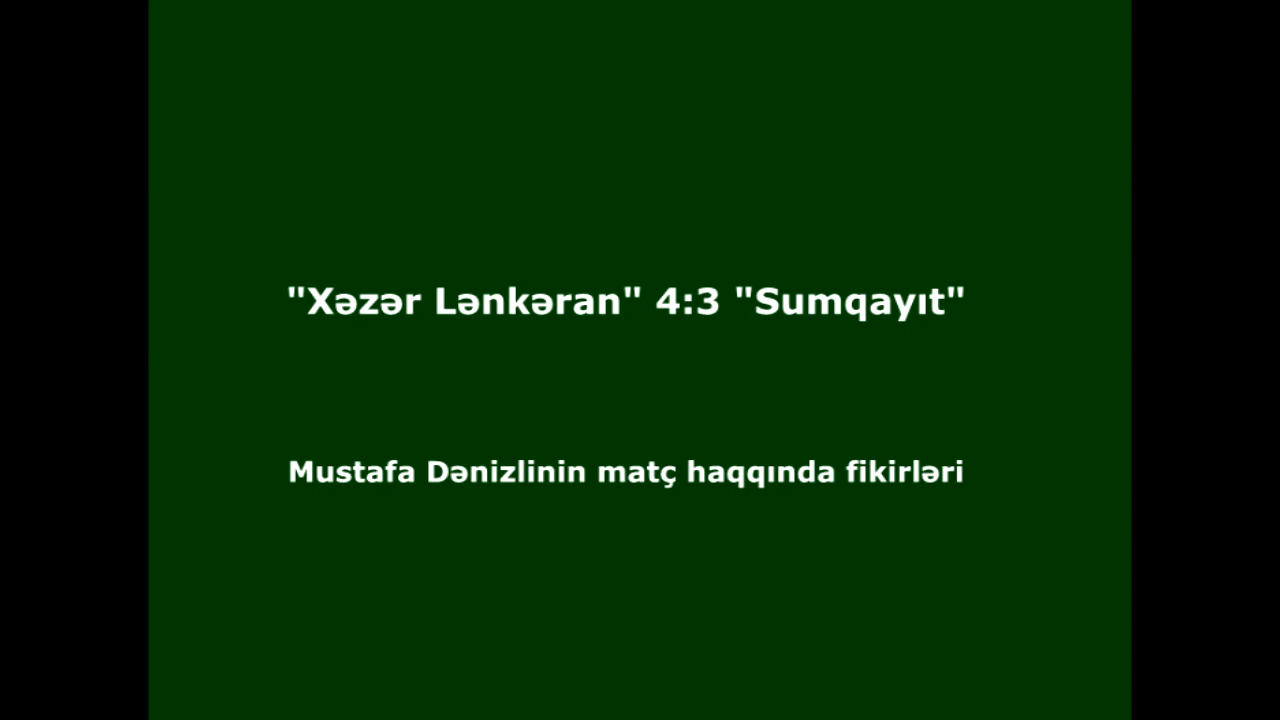 "Xəzər Lənkəran" 4:3 "Sumqayıt"
Mustafa Dənizlinin matç haqqında fikirləri